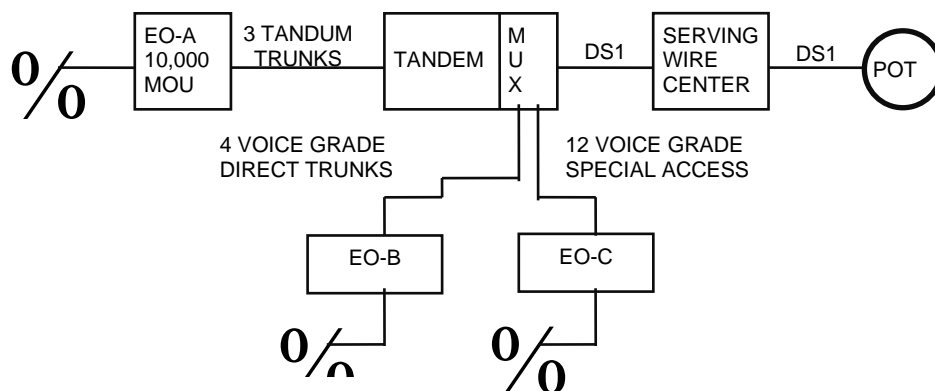 EO-A
10,000
MOU
3 TANDUM
TRUNKS
TANDEM
M
U
X
DS1
SERVING
WIRE
CENTER
DS1
POT
4 VOICE GRADE
DIRECT TRUNKS
12 VOICE GRADE
SPECIAL ACCESS
EO-B
EO-C